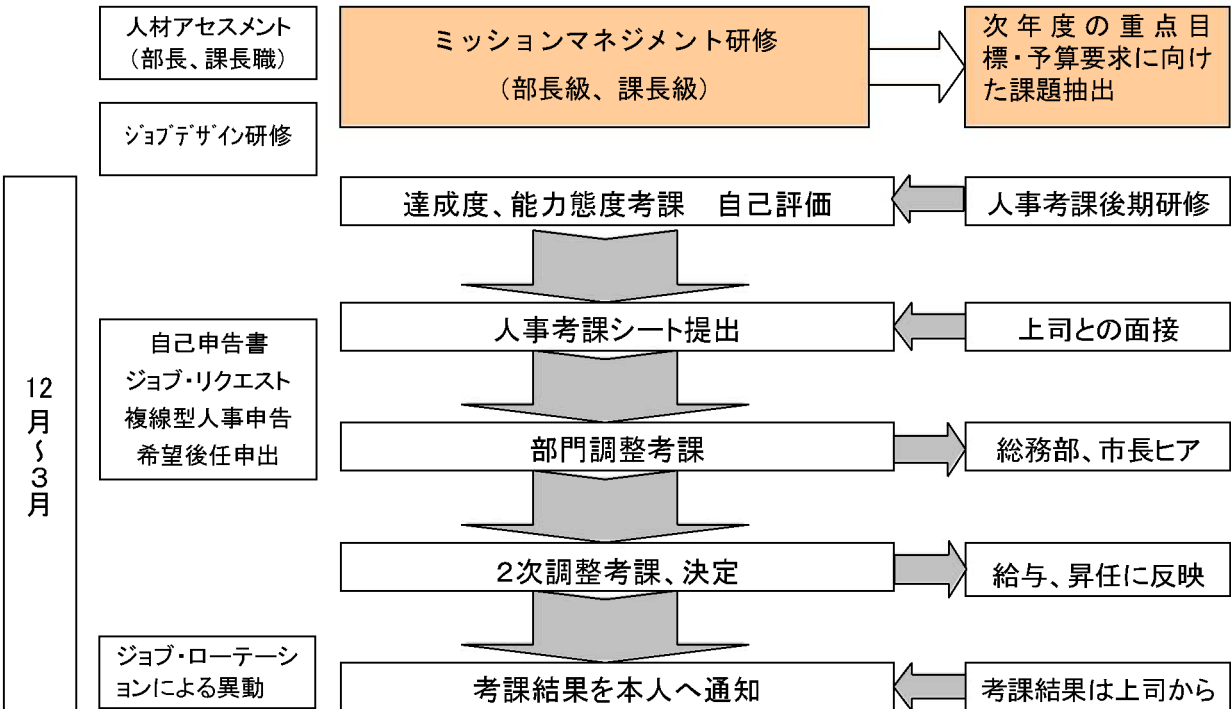 人材アセスメント
（部長、課長職）
ミッションマネジメント研修
（部長級、課長級）
次年度の重点目
標・予算要求に向け
た課題抽出
ｼﾞｮﾌﾞﾃﾞｻﾞｲﾝ研修
達成度、能力態度考課　自己評価
人事考課後期研修
人事考課シート提出
上司との面接
12
月
～
3
月
自己申告書
ジョブ・リクエスト
複線型人事申告
希望後任申出
部門調整考課
総務部、市長ヒア
２次調整考課、決定
給与、昇任に反映
ジョブ・ローテーシ
ョンによる異動
考課結果を本人へ通知
考課結果は上司から